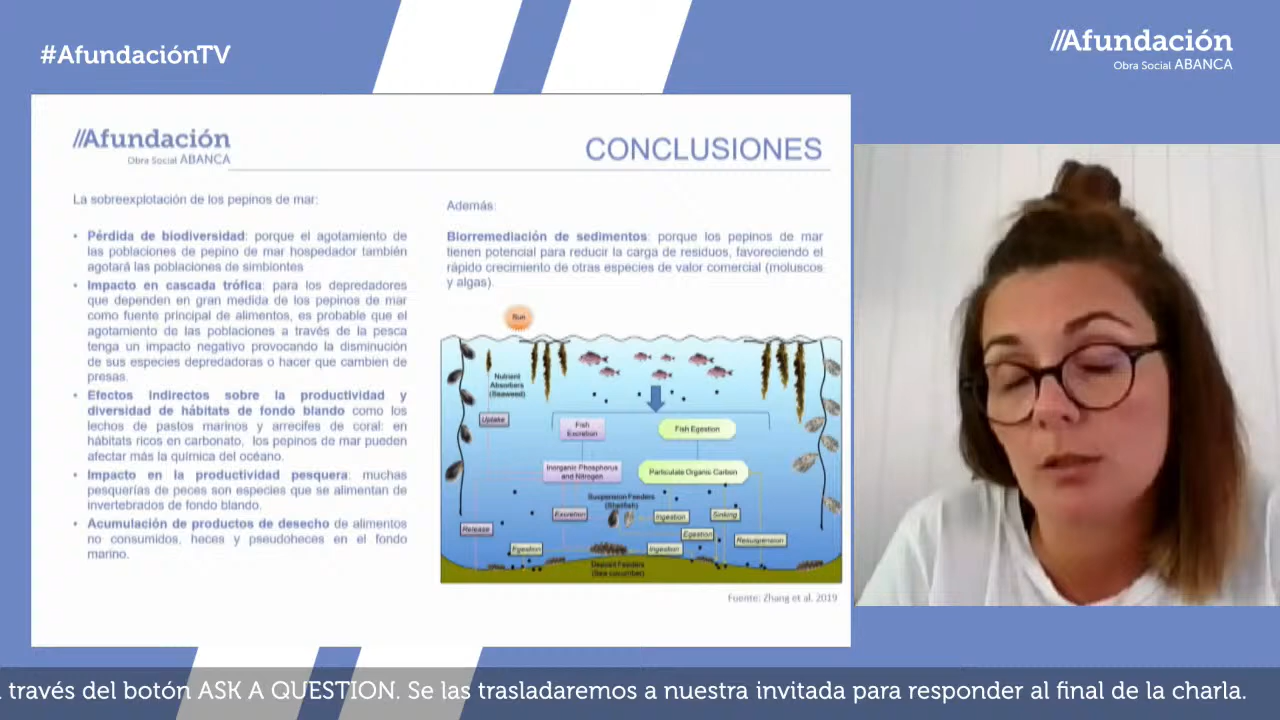 #AfundaciónTV
//Afundación
Obra Social ABANCA
//Afundación
Obra Social ABANCA
CONCLUSIONES
La sobreexplotación de los pepinos de mar:
• Pérdida de biodiversidad: porque el agotamiento de
las poblaciones de pepino de mar hospedador también
agotará las poblaciones de simbiontes
• Impacto en cascada trófica: para los depredadores
que dependen en gran medida de los pepinos de mar
como fuente principal de alimentos, es probable que el
agotamiento de las poblaciones a través de la pesca
tenga un impacto negativo provocando la disminución
de sus especies depredadoras o hacer que cambien de
presas.
• Efectos indirectos sobre la productividad y
diversidad de hábitats de fondo blando como los
lechos de pastos marinos y arrecifes de coral: en
hábitats ricos en carbonato, los pepinos de mar pueden
afectar más la química del océano.
• Impacto en la productividad pesquera: muchas
pesquerías de peces son especies que se alimentan de
invertebrados de fondo blando.
• Acumulación de productos de desecho de alimentos
no consumidos, heces y pseudoheces en el fondo
marino.
Además:
Biorremediación de sedimentos: porque los pepinos de mar
tienen potencial para reducir la carga de residuos, favoreciendo el
rápido crecimiento de otras especies de valor comercial (moluscos
y algas).
Sun
Nutrient
Absorbers
(Seaweed)
Uptake
Fish
Excretion
Fish Egestion
Inorganic Phosphorus
and Nitrogen
Particulate Organic Carbon
Suspension Feeders
(Shellfish)
Excretion
Ingestion
Sinking
Release
Egestion
Resuspension
Egestion
Ingestion
Deposit Feeders
(Sea cucumber)
Fuente: Zhang et al. 2019
través del botón ASK A QUESTION. Se las trasladaremos a nuestra invitada para responder al final de la charla.